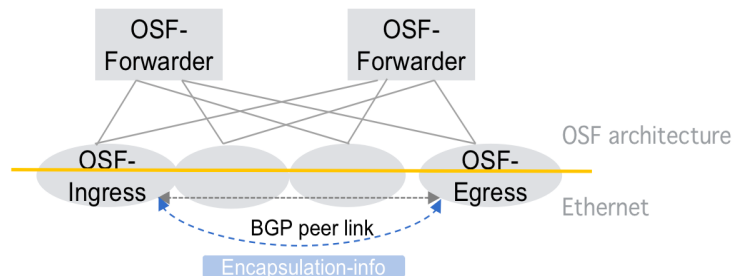 OSF-
Forwarder
OSF-
Forwarder
OSF architecture
OSF-
Ingress
OSF-
Egress
Ethernet
BGP peer link
Encapsulation-info